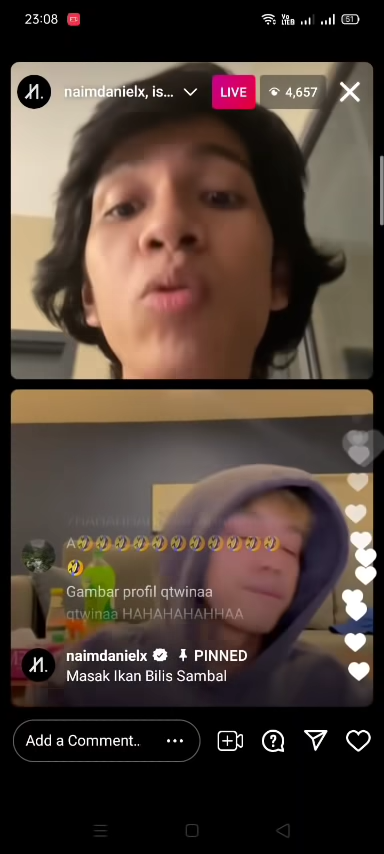 23:08
51
naimdanielx, is...
LIVE
4,657
A🤣🤣🤣🤣🤣🤣🤣🤣🤣🤣🤣
🤣
Gambar profil qtwinaa
qtwinaa HAHAHAHAHHAA
naimdanielx PINNED
Masak Ikan Bilis Sambal
Add a Comment..